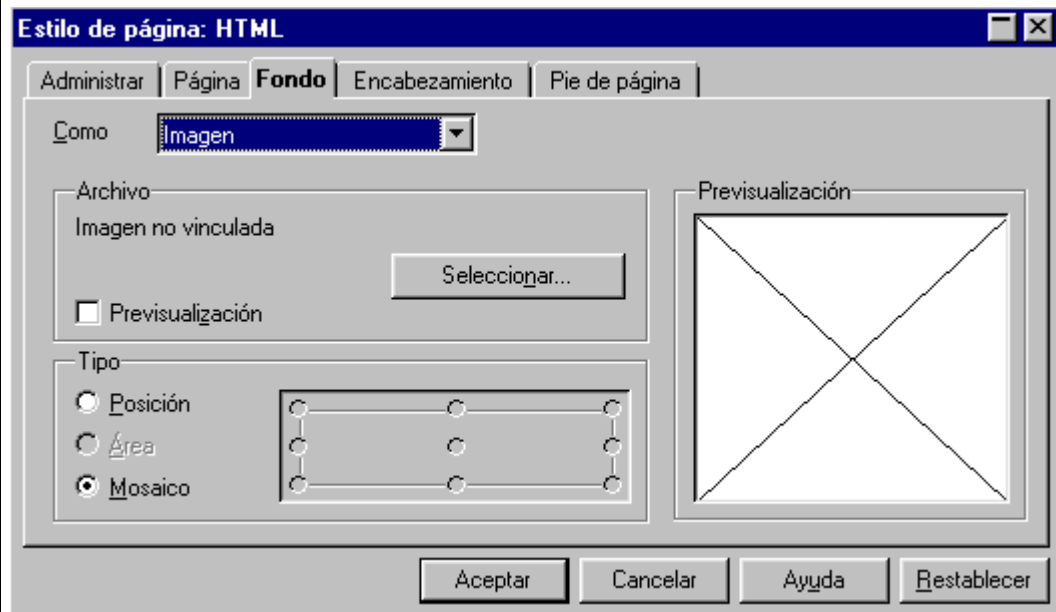 Estilo de página: HTML
Administrar Página Fondo Encabezamiento Pie de página
Como Imagen
Archivo
Imagen no vinculada
Seleccionar...
Previsualización
Previsualización
Tipo
Posición
Área
Mosaico
Aceptar Cancelar Ayuda Restablecer